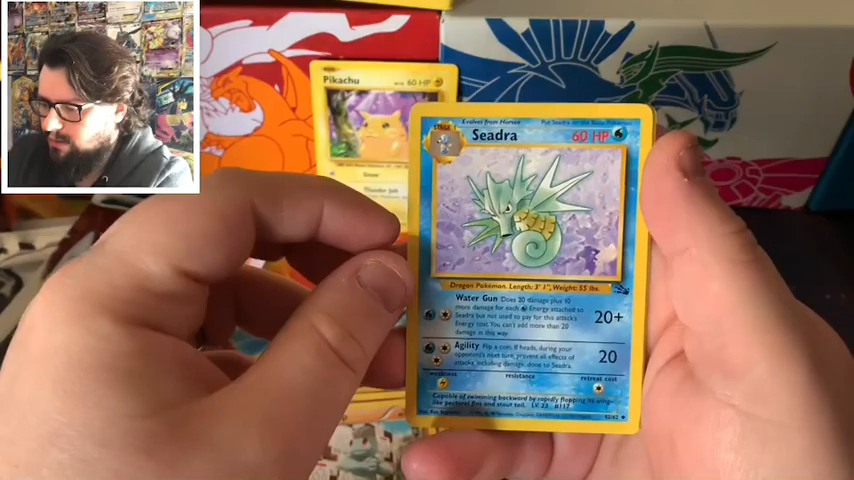 Pikachu
60 HP
Evolves from Horsea
Put Seadra on the Basic Pokémon
STAGE 1
Seadra
60 HP
Dragon Pokémon. Length: 3' 11", Weight: 55 lbs.
Water Gun Does 20 damage plus 10
more damage for each Energy attached to
Seadra but not used to pay for this attack's
Energy cost. You can't add more than 20
damage in this way.
20+
Agility Flip a coin. If heads, during your
opponent's next turn, prevent all effects of
attacks, including damage, done to Seadra.
20
weakness
resistance
retreat cost
Capable of swimming backward by rapidly flapping its wing-
like pectoral fins and stout tail. LV. 23 #117